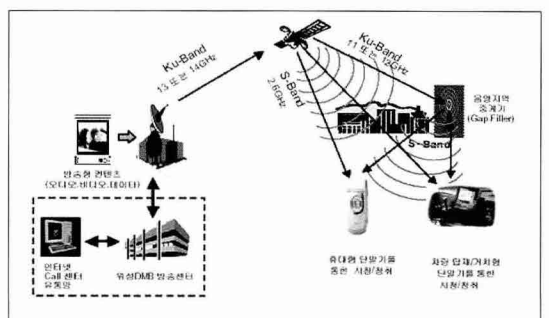 Ku-Band
13 또는 14GHz
S-Band
2.6GHz
Ku-Band
11 또는 12GHz
음영지역
중계기
(Gap Filler)
S-Band
방송형 컨텐츠
(오디오,비디오,데이터)
인터넷
Call 센터
유통망
위성DMB 방송센터
휴대형 단말기를
통한 시청/청취
차량 탑재/거치형
단말기를 통한
시청/청취